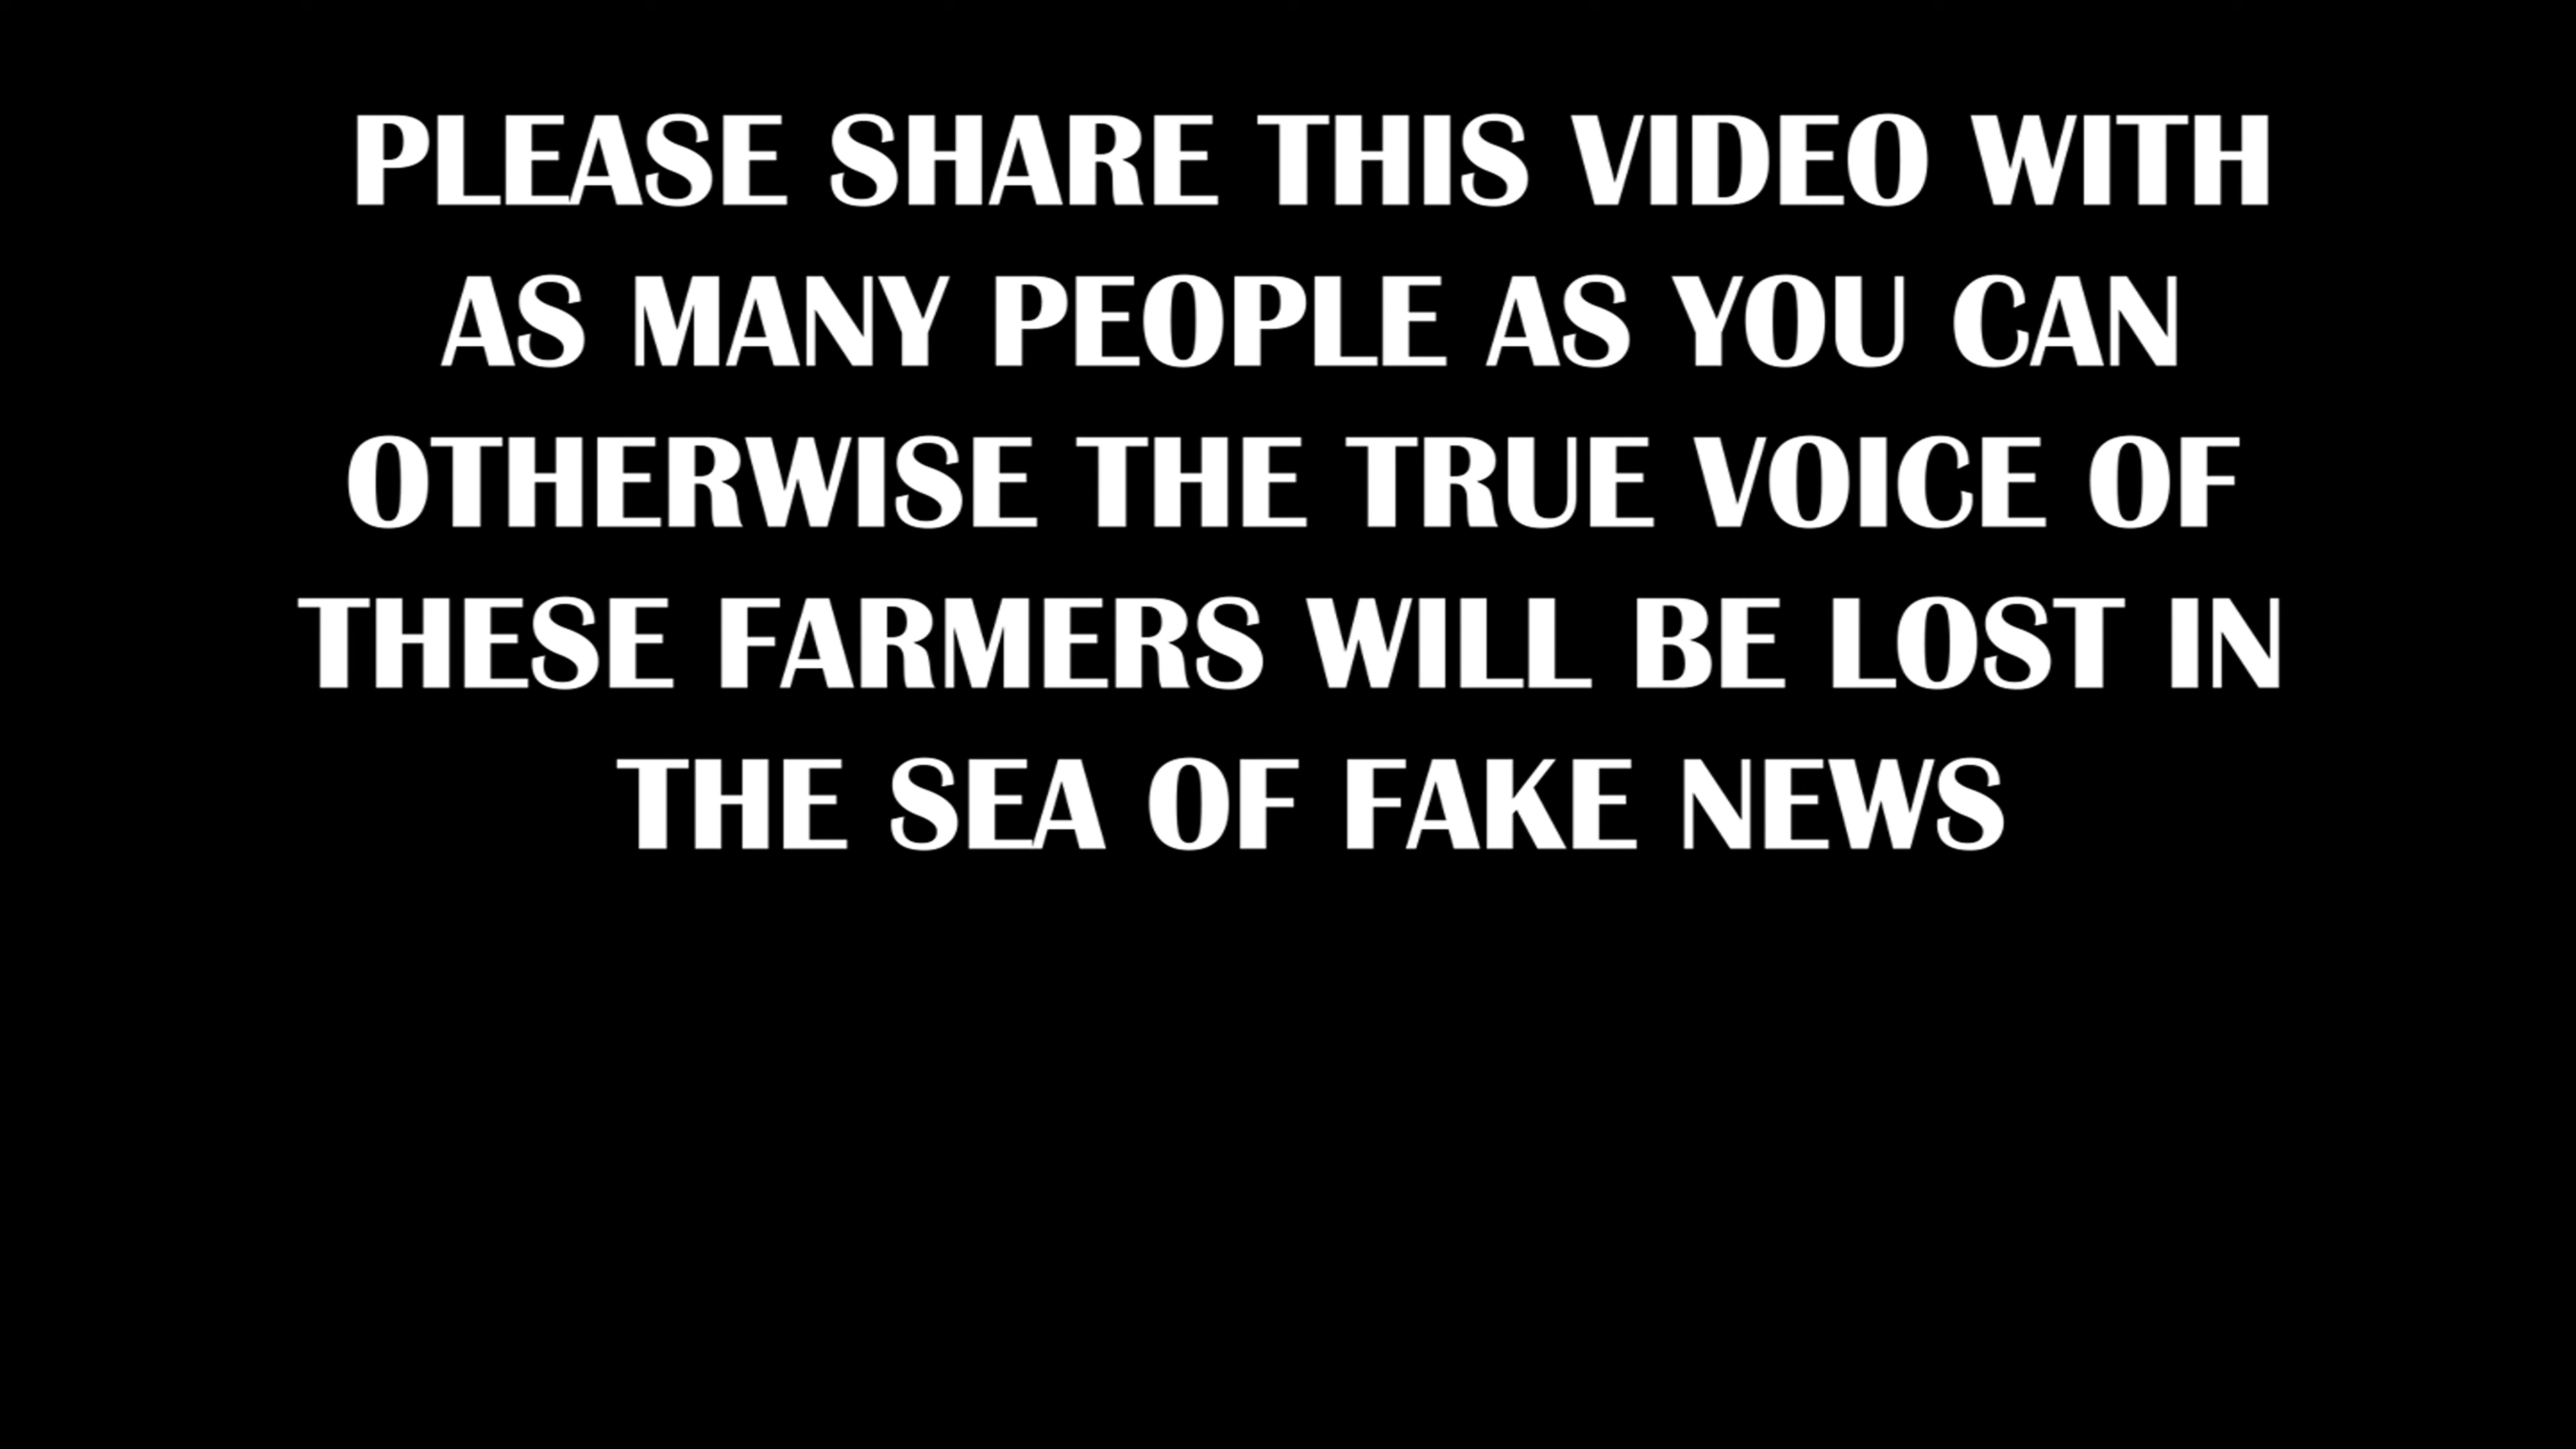 PLEASE SHARE THIS VIDEO WITH
AS MANY PEOPLE AS YOU CAN
OTHERWISE THE TRUE VOICE OF
THESE FARMERS WILL BE LOST IN
THE SEA OF FAKE NEWS